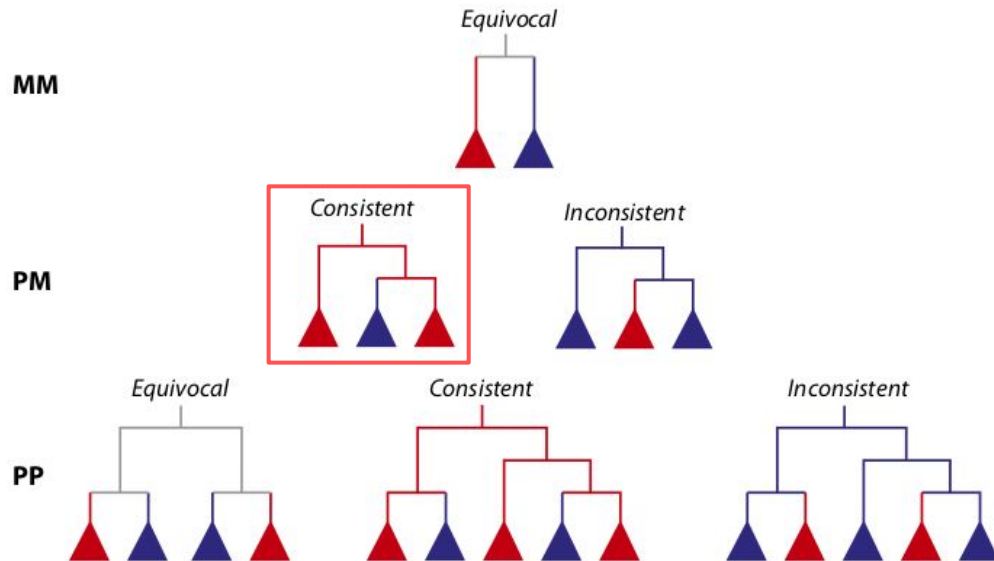 Equivocal
MM
Consistent
Inconsistent
PM
Equivocal
Consistent
Inconsistent
PP